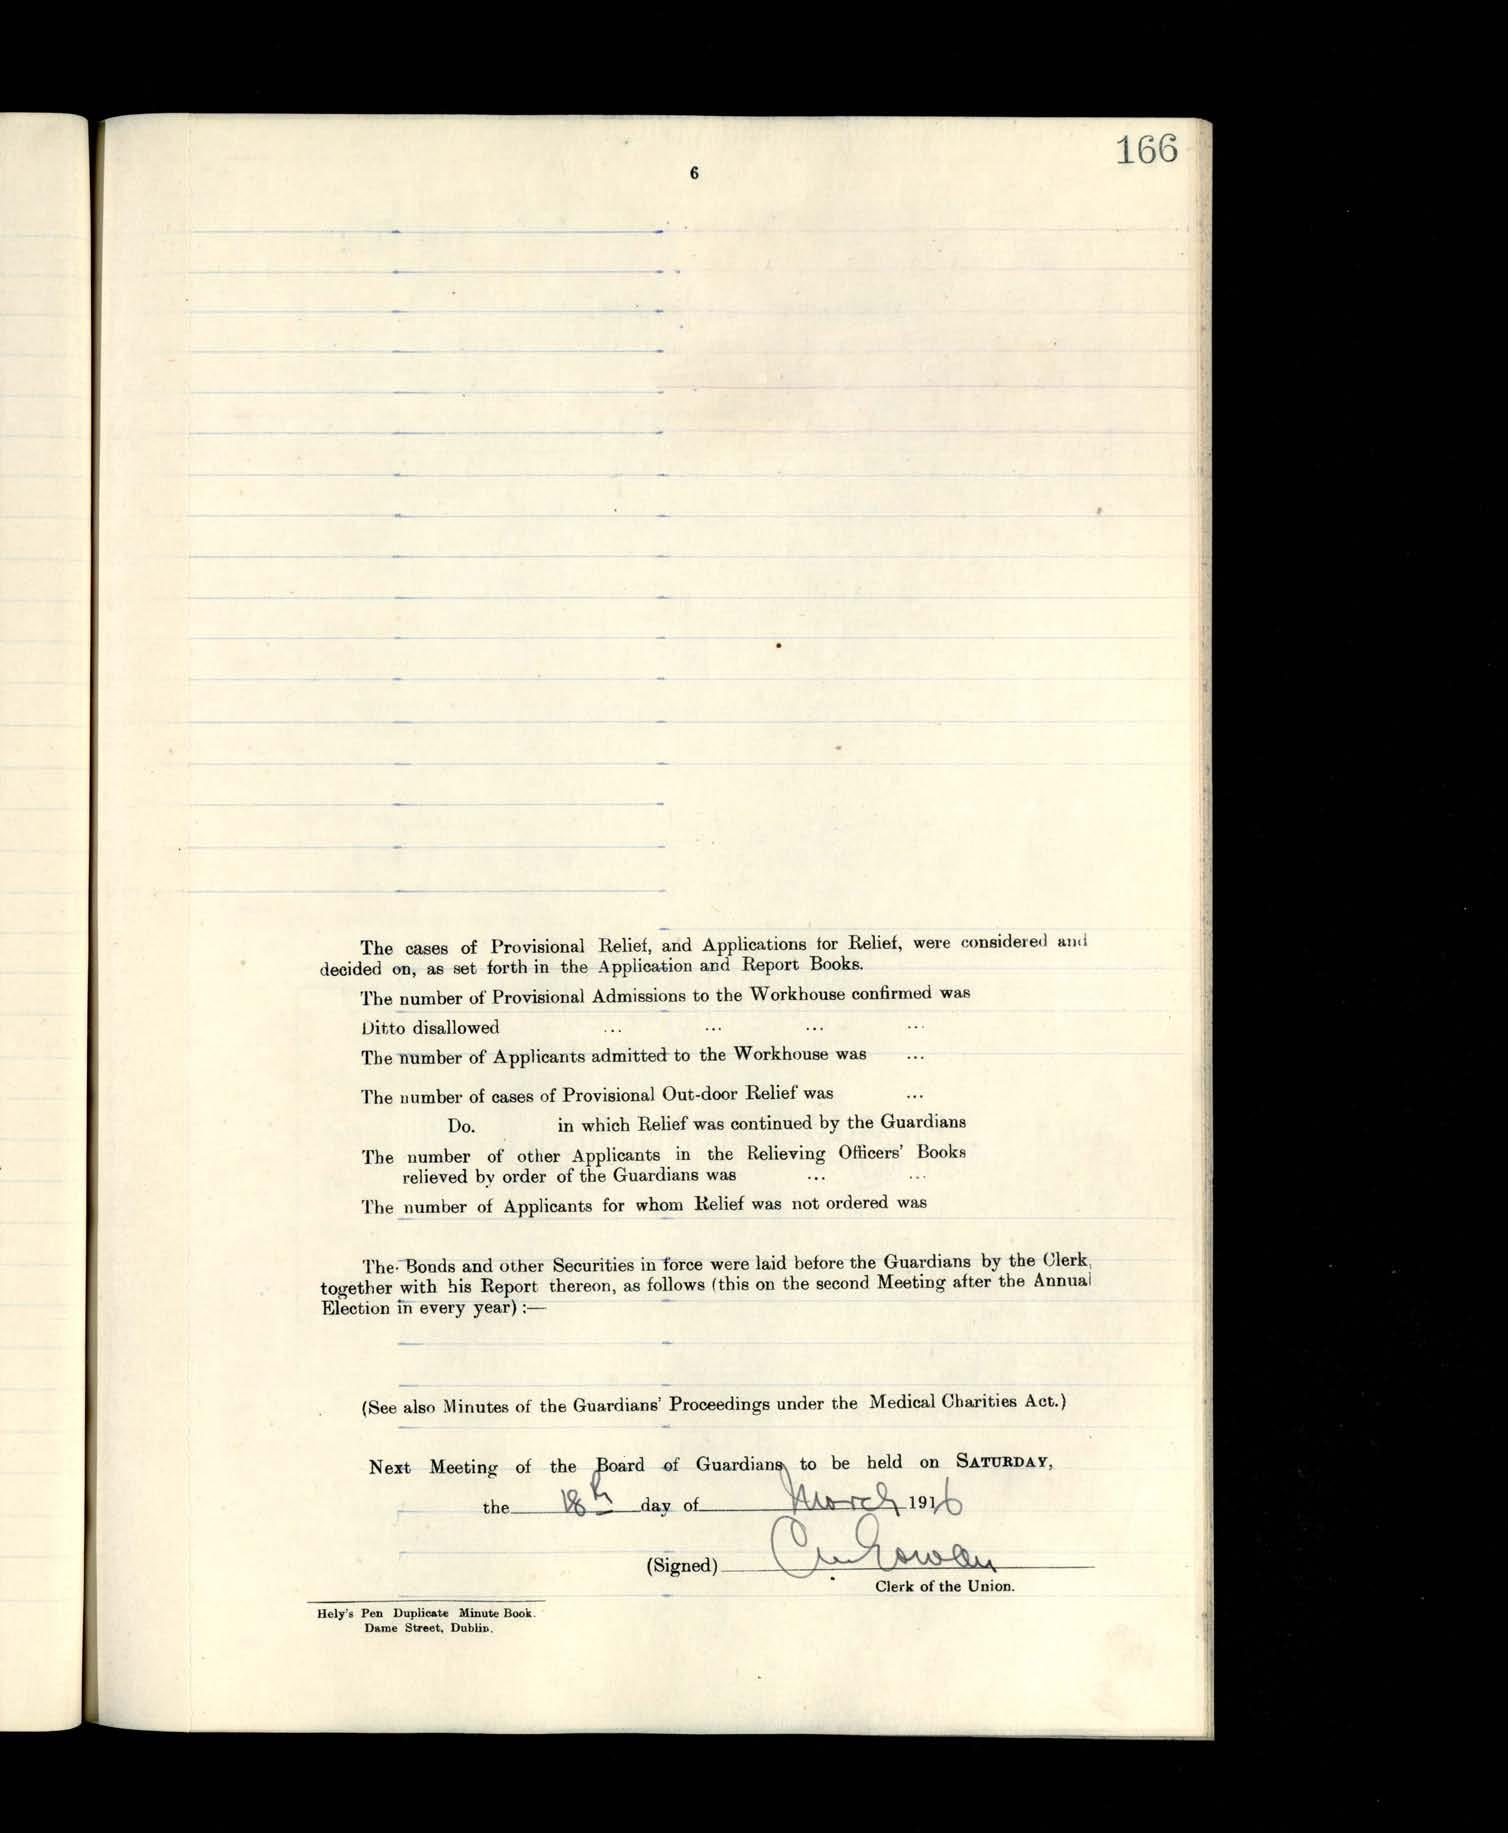 166
6
The cases of Provisional Relief, and Applications for Relief, were considered and
decided on, as set forth in the Application and Report Books.
The number of Provisional Admissions to the Workhouse confirmed was
Ditto disallowed ... ... ... ...
The number of Applicants admitted to the Workhouse was ...
The number of cases of Provisional Out-door Relief was ...
Do. in which Relief was continued by the Guardians
The number of other Applicants in the Relieving Officers' Books
relieved by order of the Guardians was ... ...
The number of Applicants for whom Relief was not ordered was
The Bonds and other Securities in force were laid before the Guardians by the Clerk,
together with his Report thereon, as follows (this on the second Meeting after the Annual
Election in every year) :—
(See also Minutes of the Guardians' Proceedings under the Medical Charities Act.)
Next Meeting of the Board of Guardians to be held on SATURDAY,
the 18th day of March 1916
(Signed)
Clerk of the Union.
Hely's Pen Duplicate Minute Book.
Dame Street, Dublin.